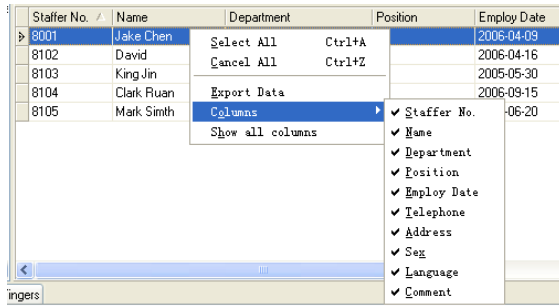 Staffer No. Name Department Position Employ Date
8001 Jake Chen 2006-04-09
8102 David 2006-04-16
8103 King Jin 2005-05-30
8104 Clark Ruan 2006-09-15
8105 Mark Simth -06-20
Select All Ctrl+A
Cancel All Ctrl+Z
Export Data
Columns
Show all columns
Staffer No.
Name
Department
Position
Employ Date
Telephone
Address
Sex
Language
Comment
ingers